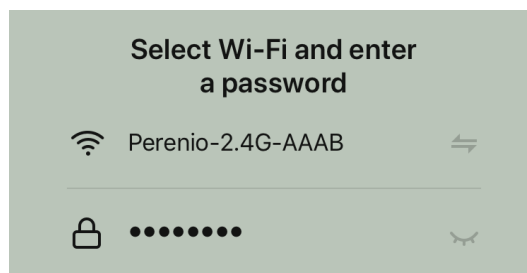 Select Wi-Fi and enter
a password
Perenio-2.4G-AAAB
••••••••